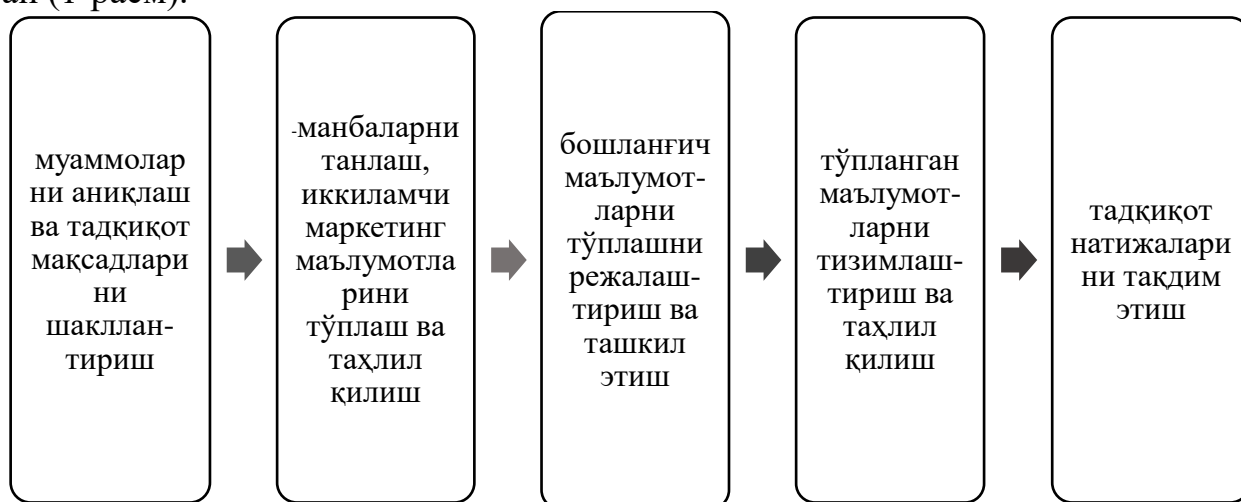 (1-расм).
муаммолар
ни аниқлаш
ва тадқиқот
мақсадлари
ни
шакллан-
тириш
-манбаларни
танлаш,
иккиламчи
маркетинг
маълумотла
рини
тўплаш ва
таҳлил
қилиш
бошланғич
маълумот-
ларни
тўплашни
режалаш-
тириш ва
ташкил
этиш
тўпланган
маълумот-
ларни
тизимлаш-
тириш ва
таҳлил
қилиш
тадқиқот
натижалари
ни тақдим
этиш